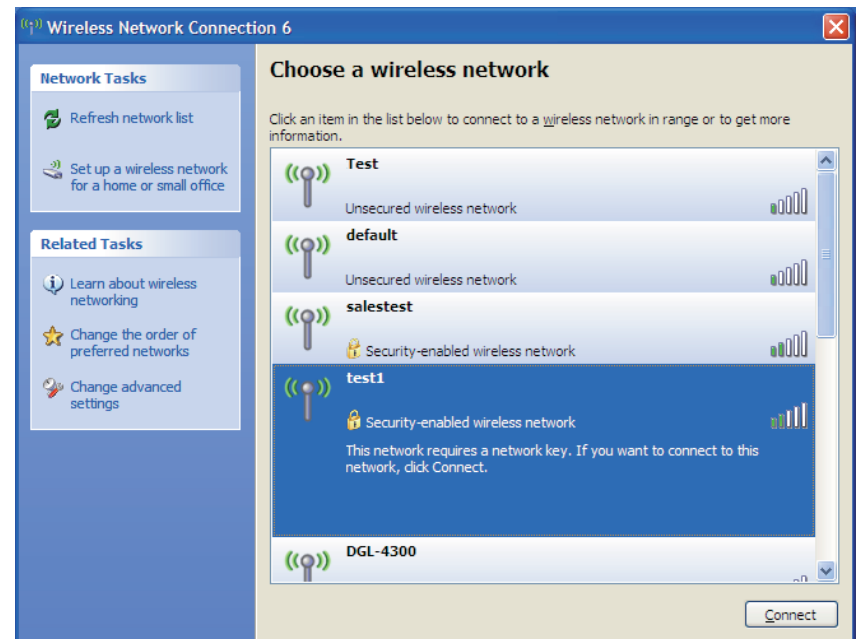 Wireless Network Connection 6
Network Tasks
Refresh network list
Set up a wireless network
for a home or small office
Related Tasks
Learn about wireless
networking
Change the order of
preferred networks
Change advanced
settings
Choose a wireless network
Click an item in the list below to connect to a wireless network in range or to get more
information.
Test
Unsecured wireless network
default
Unsecured wireless network
salestest
Security-enabled wireless network
test1
Security-enabled wireless network
This network requires a network key. If you want to connect to this
network, click Connect.
DGL-4300
Connect